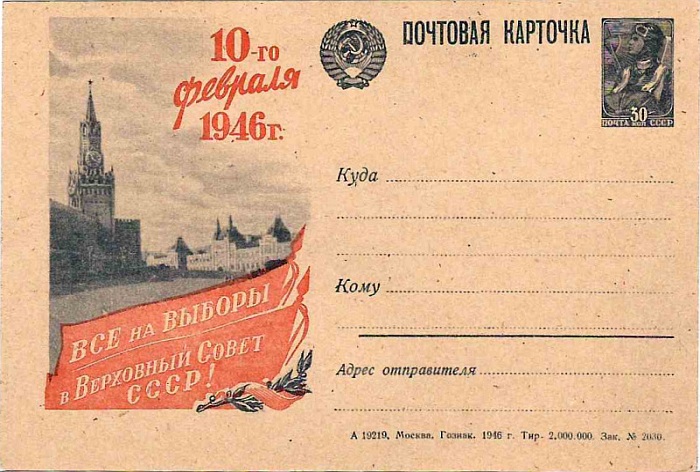 10-го
февраля
1946г.
ПОЧТОВАЯ КАРТОЧКА
30
ПОЧТА КОП СССР
Куда
Кому
Адрес отправителя
ВСЕ НА ВЫБОРЫ
в ВЕРХОВНЫЙ СОВЕТ
СССР!
А 19219. Москва. Гознак. 1946 г. Тир- 2.000.000. Зак. № 2030.